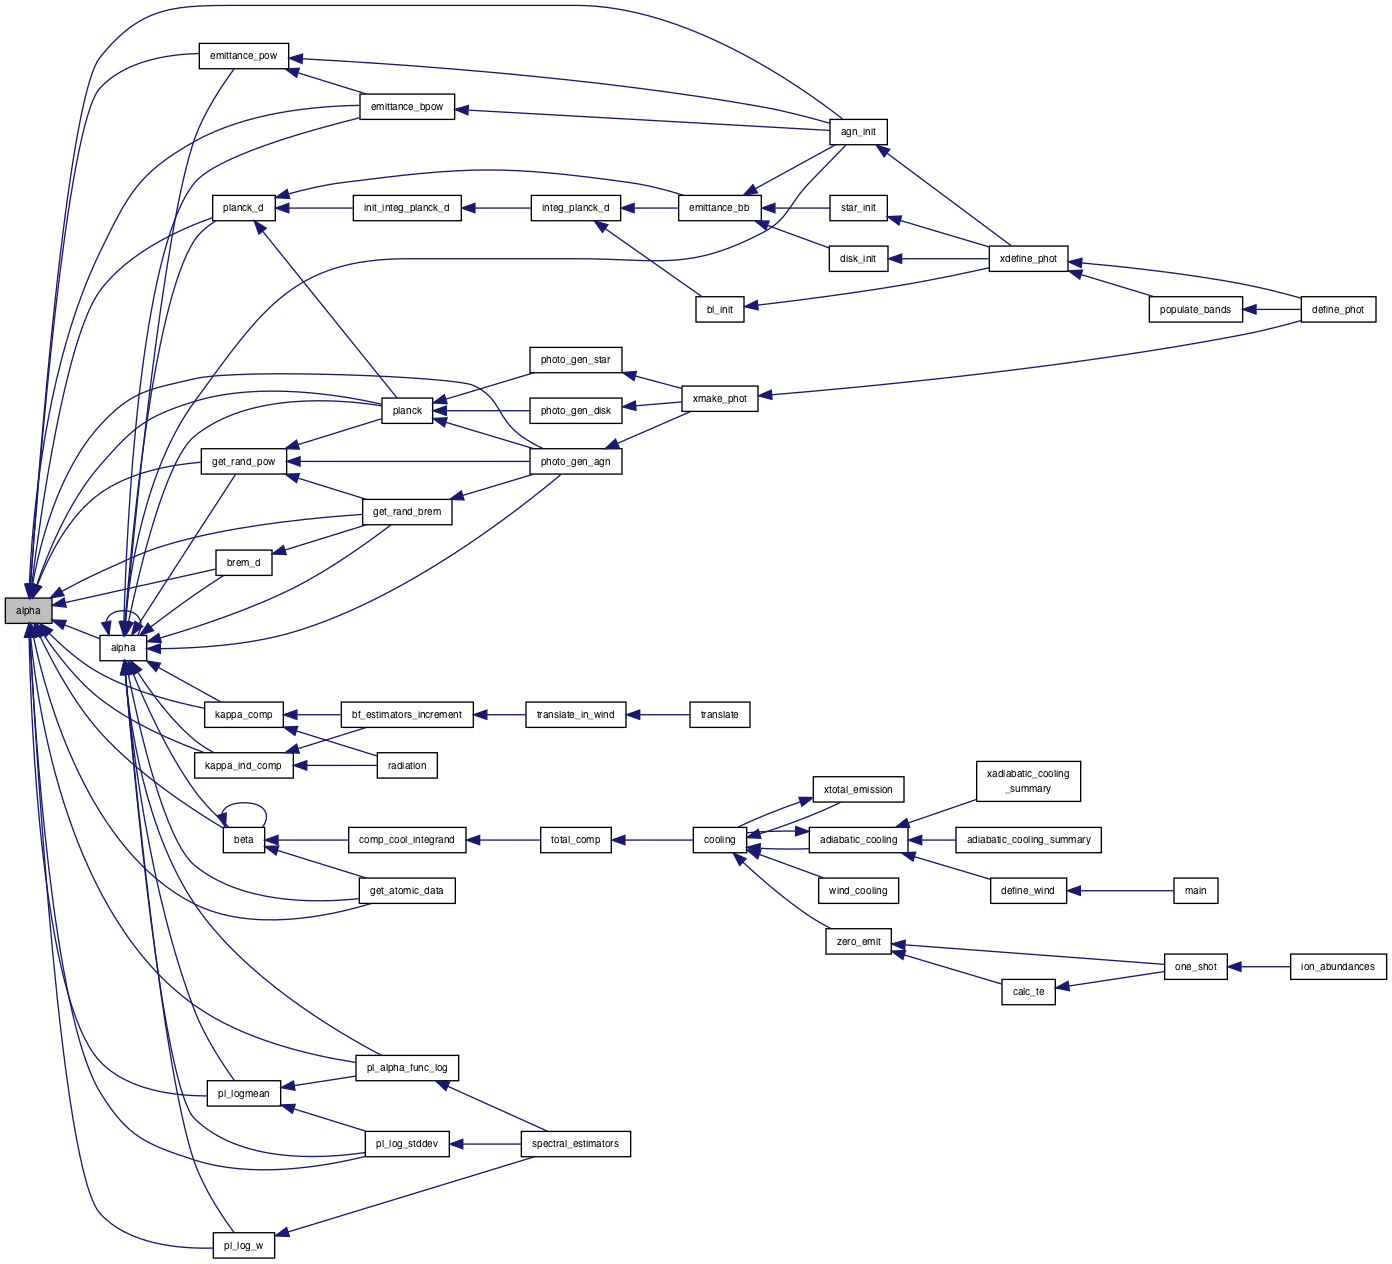 emittance_pow
emittance_bpow
agn_init
planck_d
init_integ_planck_d
integ_planck_d
emittance_bb
star_init
disk_init
xdefine_phot
bl_init
populate_bands
define_phot
photo_gen_star
xmake_phot
planck
photo_gen_disk
get_rand_pow
photo_gen_agn
get_rand_brem
brem_d
alpha
alpha
kappa_comp
bf_estimators_increment
translate_in_wind
translate
kappa_ind_comp
radiation
xadiabatic_cooling
_summary
xtotal_emission
beta
comp_cool_integrand
total_comp
cooling
adiabatic_cooling
adiabatic_cooling_summary
get_atomic_data
wind_cooling
define_wind
main
zero_emit
one_shot
ion_abundances
calc_te
pl_alpha_func_log
pl_logmean
pl_log_stddev
spectral_estimators
pl_log_w